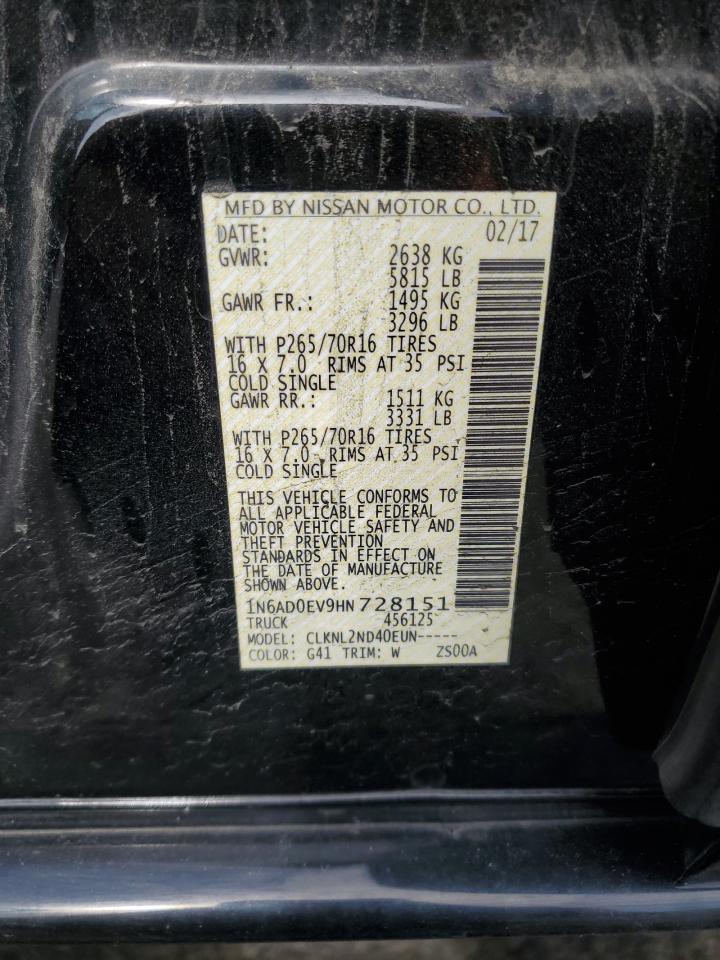 MFD BY NISSAN MOTOR CO., LTD.
DATE: 02/17
GVWR: 2638 KG
5815 LB
GAWR FR.: 1495 KG
3296 LB
WITH P265/70R16 TIRES
16 X 7.0 RIMS AT 35 PSI
COLD SINGLE
GAWR RR.: 1511 KG
3331 LB
WITH P265/70R16 TIRES
16 X 7.0 RIMS AT 35 PSI
COLD SINGLE
THIS VEHICLE CONFORMS TO
ALL APPLICABLE FEDERAL
MOTOR VEHICLE SAFETY AND
THEFT PREVENTION
STANDARDS IN EFFECT ON
THE DATE OF MANUFACTURE
SHOWN ABOVE.
1N6AD0EV9HN728151
TRUCK 456125
MODEL: CLKNL2ND40EUN-----
COLOR: G41 TRIM: W ZS00A